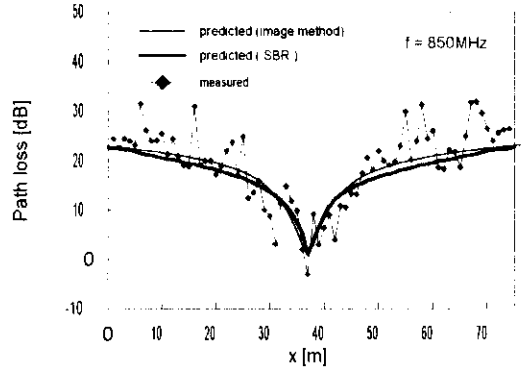 50
predicted (image method)
f = 850MHz
40
predicted ( SBR )
measured
30
20
10
0
-10
Path loss [dB]
0 10 20 30 40 50 60 70
x [m]